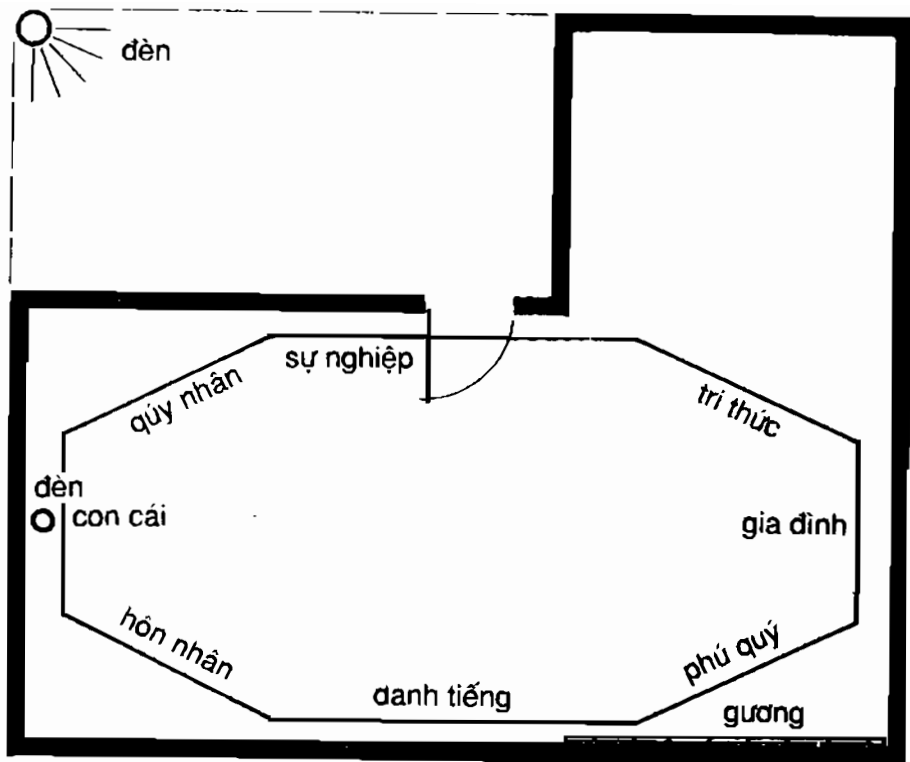 đèn
sự nghiệp
qúy nhân
tri thức
đèn
con cái
gia đình
hôn nhân
phú quý
danh tiếng
gương